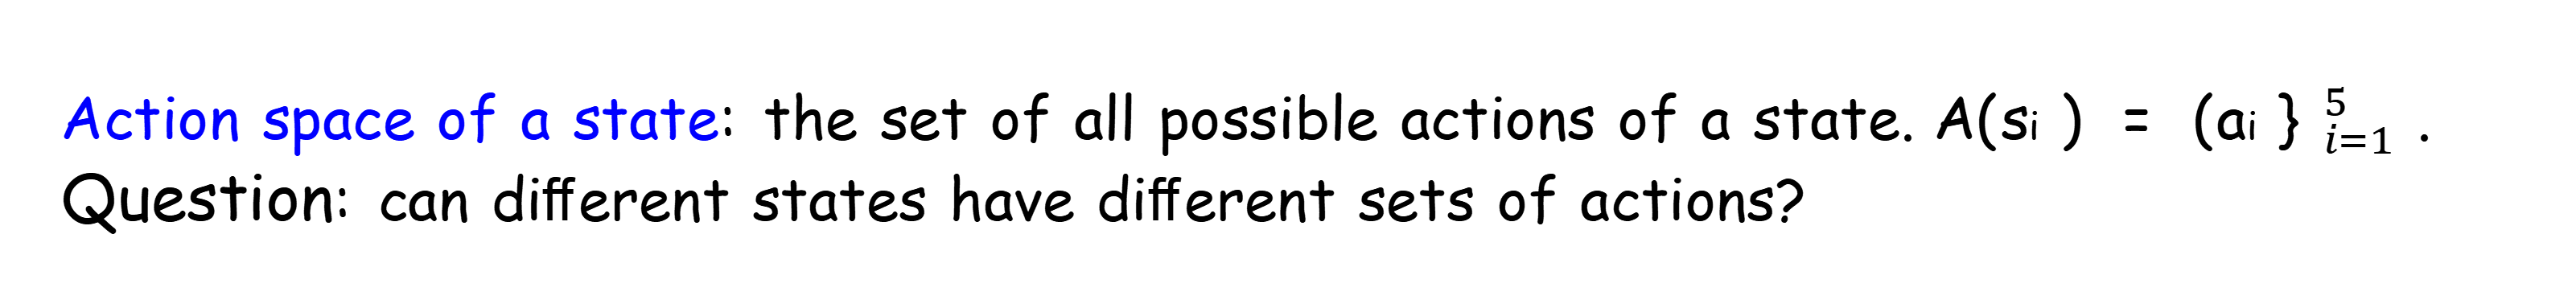 Action space of a state: the set of all possible actions of a state. A(si ) = (ai } 5 i=1 .
Question: can different states have different sets of actions?